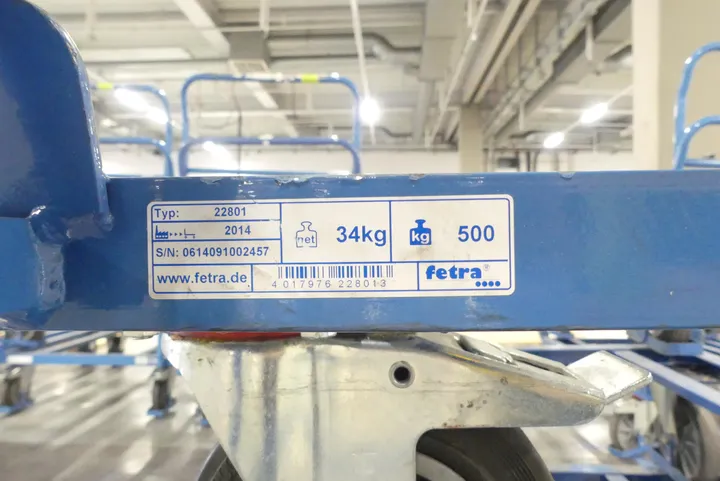 Typ: 22801
2014
S/N: 0614091002457
www.fetra.de
net 34kg
kg 500
4 017976 228013
fetra®